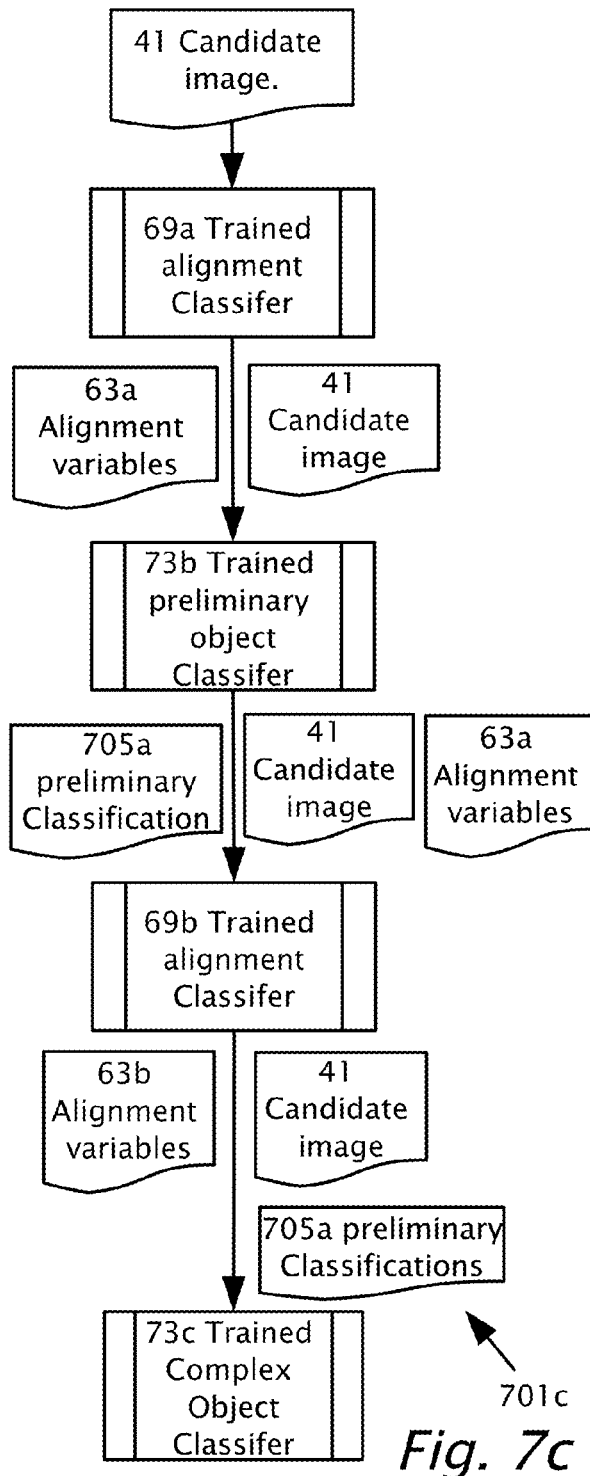 41 Candidate
image.
69a Trained
alignment
Classifer
63a
Alignment
variables
41
Candidate
image
73b Trained
preliminary
object
Classifer
705a
preliminary
Classification
41
Candidate
image
63a
Alignment
variables
69b Trained
alignment
Classifer
63b
Alignment
variables
41
Candidate
image
705a preliminary
Classifications
73c Trained
Complex
Object
Classifer
701c
Fig. 7c